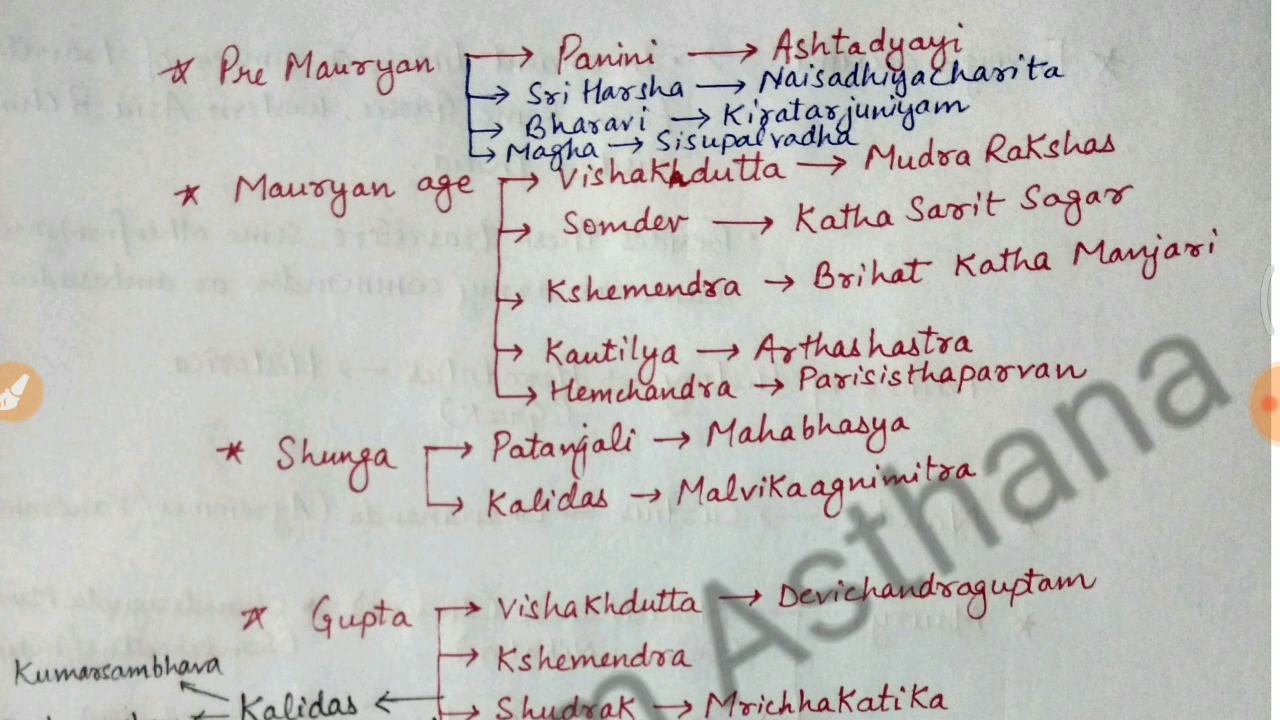 * Pre Mauryan → Panini → Ashtadyayi
→ Sri Harsha → Naisadhiyacharita
→ Bharavi → Kiratarjuniyam
→ Magha → Sisupalvadha
* Mauryan age → Vishakhdutta → Mudra Rakshas
→ Somdev → Katha Sarit Sagar
→ Kshemendra → Brihat Katha Manjari
→ Kautilya → Arthashastra
→ Hemchandra → Parisisthaparvan
* Shunga → Patanjali → Mahabhasya
→ Kalidas → Malvikaagnimitra
* Gupta → Vishakhdutta → Devichandraguptam
→ Kshemendra
Kumarsambhava
Kalidas
→ Shudrak → Mrichhakatika
Asthana